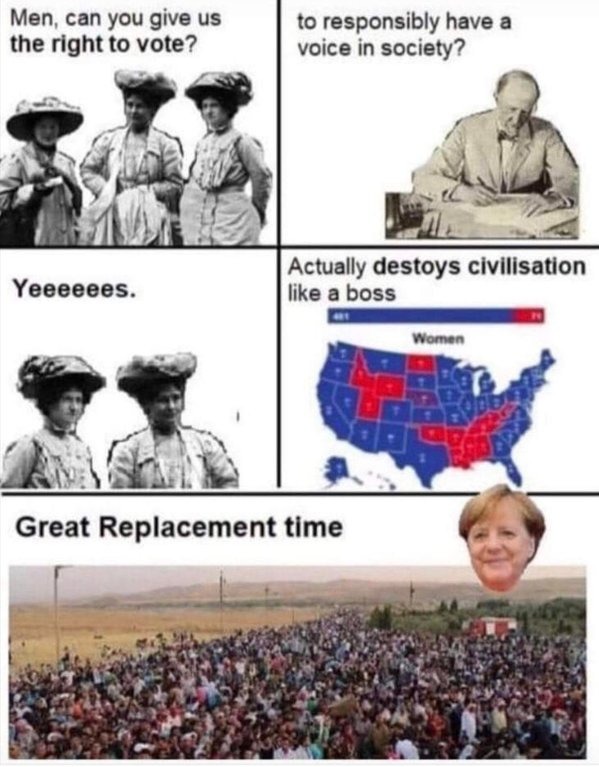 Men, can you give us
the right to vote?
to responsibly have a
voice in society?
Yeeeeees.
Actually destoys civilisation
like a boss
Women
Great Replacement time